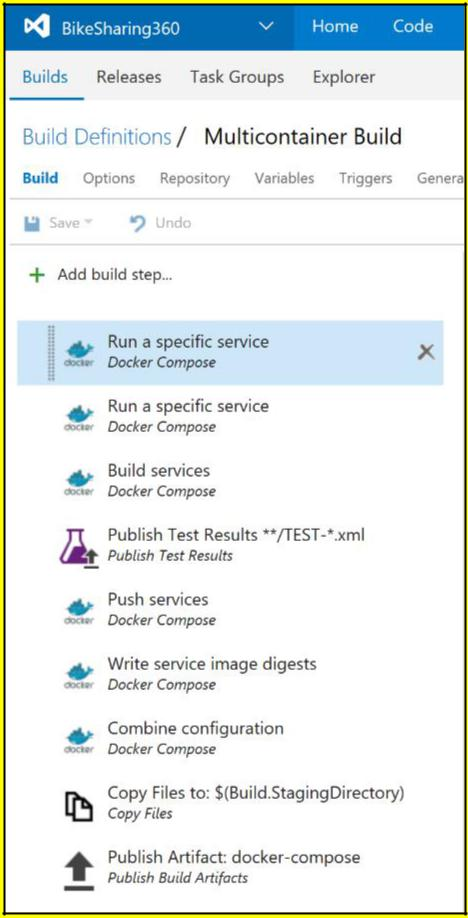 BikeSharing360 Home Code
Builds Releases Task Groups Explorer
Build Definitions / Multicontainer Build
Build Options Repository Variables Triggers Genera
Save Undo
+ Add build step...
Run a specific service
docker Docker Compose
Run a specific service
docker Docker Compose
Build services
docker Docker Compose
Publish Test Results **/TEST-*.xml
Publish Test Results
Push services
docker Docker Compose
Write service image digests
docker Docker Compose
Combine configuration
docker Docker Compose
Copy Files to: $(Build.StagingDirectory)
Copy Files
Publish Artifact: docker-compose
Publish Build Artifacts